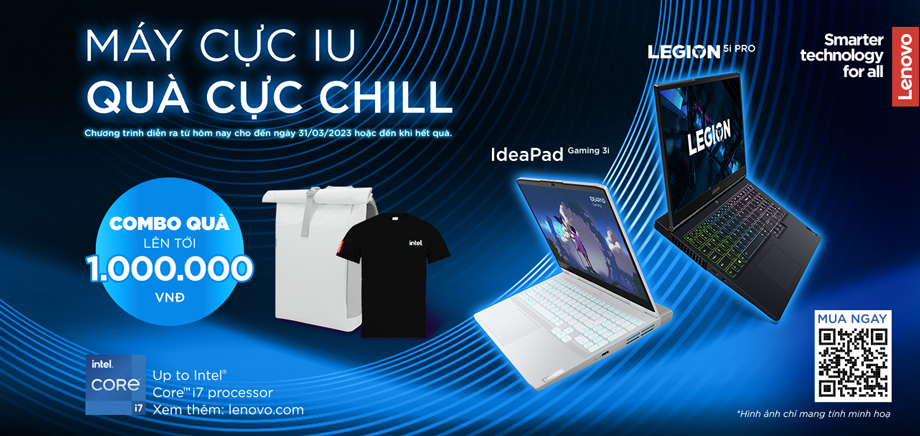 MÁY CỰC IU
QUÀ CỰC CHILL
Chương trình diễn ra từ hôm nay cho đến ngày 31/03/2023 hoặc đến khi hết quà.
LEGION 5i PRO
Smarter
technology
for all
Lenovo
IdeaPad Gaming 3i
LEGION
IDEAPAD
Gaming
COMBO QUÀ
LÊN TỚI
1.000.000
VNĐ
intel
intel.
CORE
i7
Up to Intel®
Core™ i7 processor
Xem thêm: lenovo.com
MUA NGAY
*Hình ảnh chỉ mang tính minh hoạ